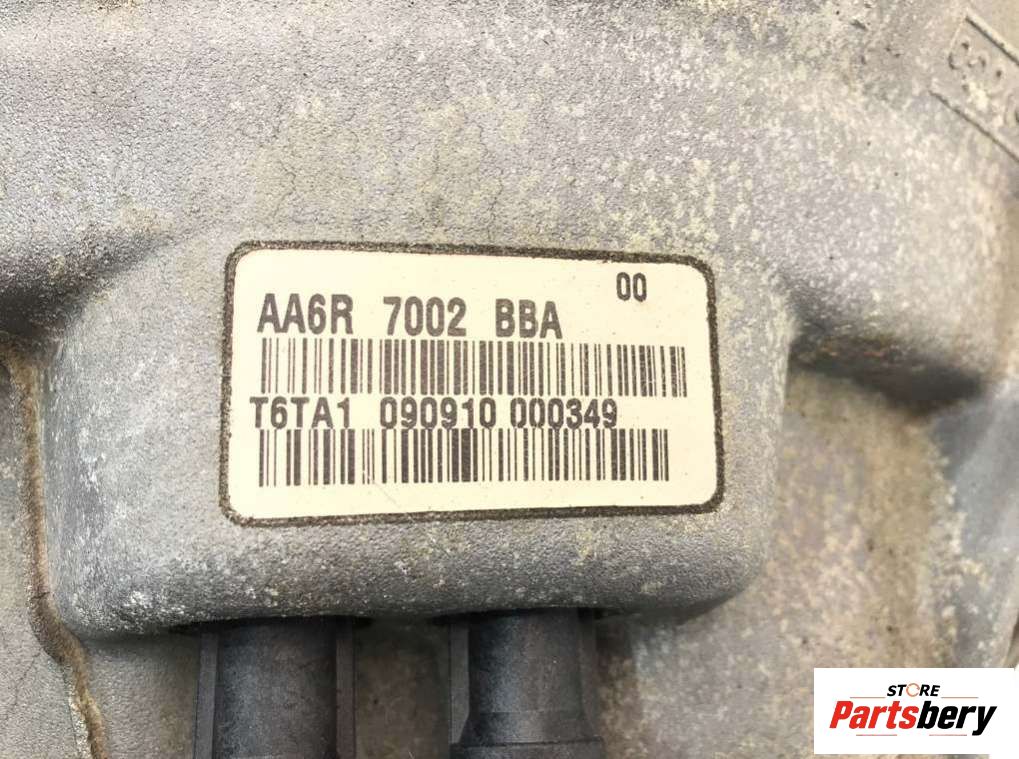 00
AA6R 7002 BBA
T6TA1 090910 000349
STORE
Partsbery